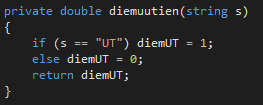 private double diemuutien(string s)
{
if (s == "UT") diemUT = 1;
else diemUT = 0;
return diemUT;
}